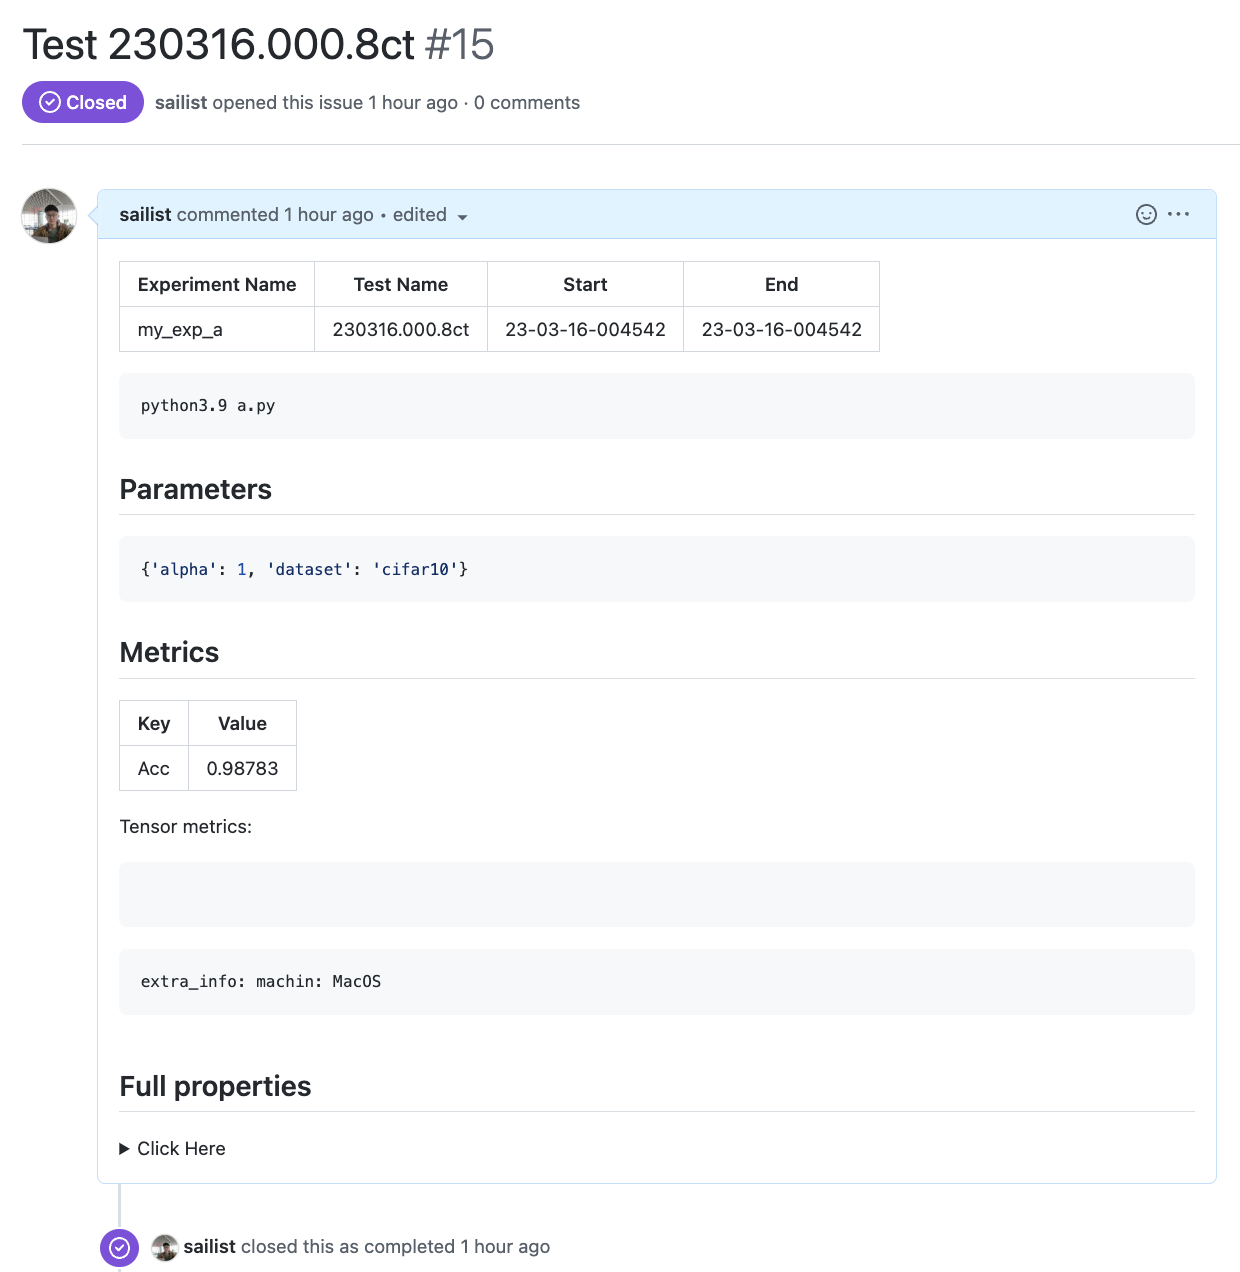 Test 230316.000.8ct #15
Closed sailist opened this issue 1 hour ago · 0 comments
sailist commented 1 hour ago • edited
Experiment Name Test Name Start End
my_exp_a 230316.000.8ct 23-03-16-004542 23-03-16-004542
python3.9 a.py
Parameters
{'alpha': 1, 'dataset': 'cifar10'}
Metrics
Key Value
Acc 0.98783
Tensor metrics:
extra_info: machin: MacOS
Full properties
Click Here
sailist closed this as completed 1 hour ago